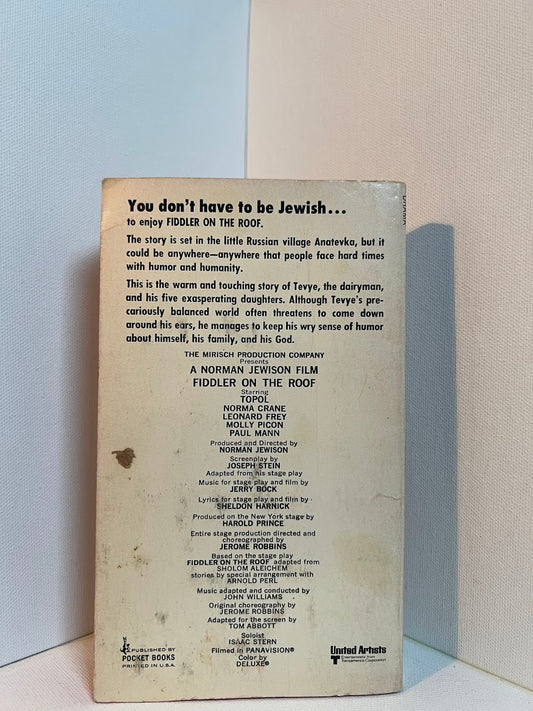 DRAMA
You don't have to be Jewish...
to enjoy FIDDLER ON THE ROOF.
The story is set in the little Russian village Anatevka, but it
could be anywhere—anywhere that people face hard times
with humor and humanity.
This is the warm and touching story of Tevye, the dairyman,
and his five exasperating daughters. Although Tevye's pre-
cariously balanced world often threatens to come down
around his ears, he manages to keep his wry sense of humor
about himself, his family, and his God.
THE MIRISCH PRODUCTION COMPANY
Presents
A NORMAN JEWISON FILM
FIDDLER ON THE ROOF
Starring
TOPOL
NORMA CRANE
LEONARD FREY
MOLLY PICON
PAUL MANN
Produced and Directed by
NORMAN JEWISON
Screenplay by
JOSEPH STEIN
Adapted from his stage play
Music for stage play and film by
JERRY BOCK
Lyrics for stage play and film by
SHELDON HARNICK
Produced on the New York stage by
HAROLD PRINCE
Entire stage production directed and
choreographed by
JEROME ROBBINS
Based on the stage play
FIDDLER ON THE ROOF adapted from
SHOLOM ALEICHEM
stories by special arrangement with
ARNOLD PERL
Music adapted and conducted by
JOHN WILLIAMS
Original choreography by
JEROME ROBBINS
Adapted for the screen by
TOM ABBOTT
Soloist
ISAAC STERN
Filmed in PANAVISION®
Color by
DELUXE®
PUBLISHED BY
POCKET BOOKS
PRINTED IN U.S.A.
United Artists
T Entertainment from
Transamerica Corporation